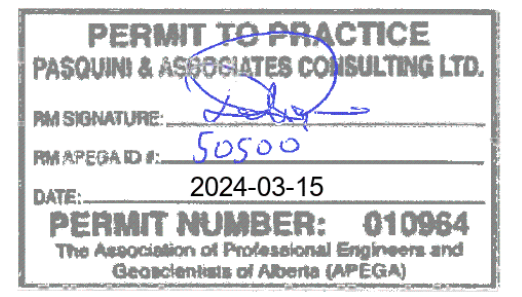 PERMIT TO PRACTICE
PASQUINI & ASSOCIATES CONSULTING LTD.
RM SIGNATURE:
RM APEGA ID #: 50500
DATE: 2024-03-15
PERMIT NUMBER: 010964
The Association of Professional Engineers and
Geoscientists of Alberta (APEGA)